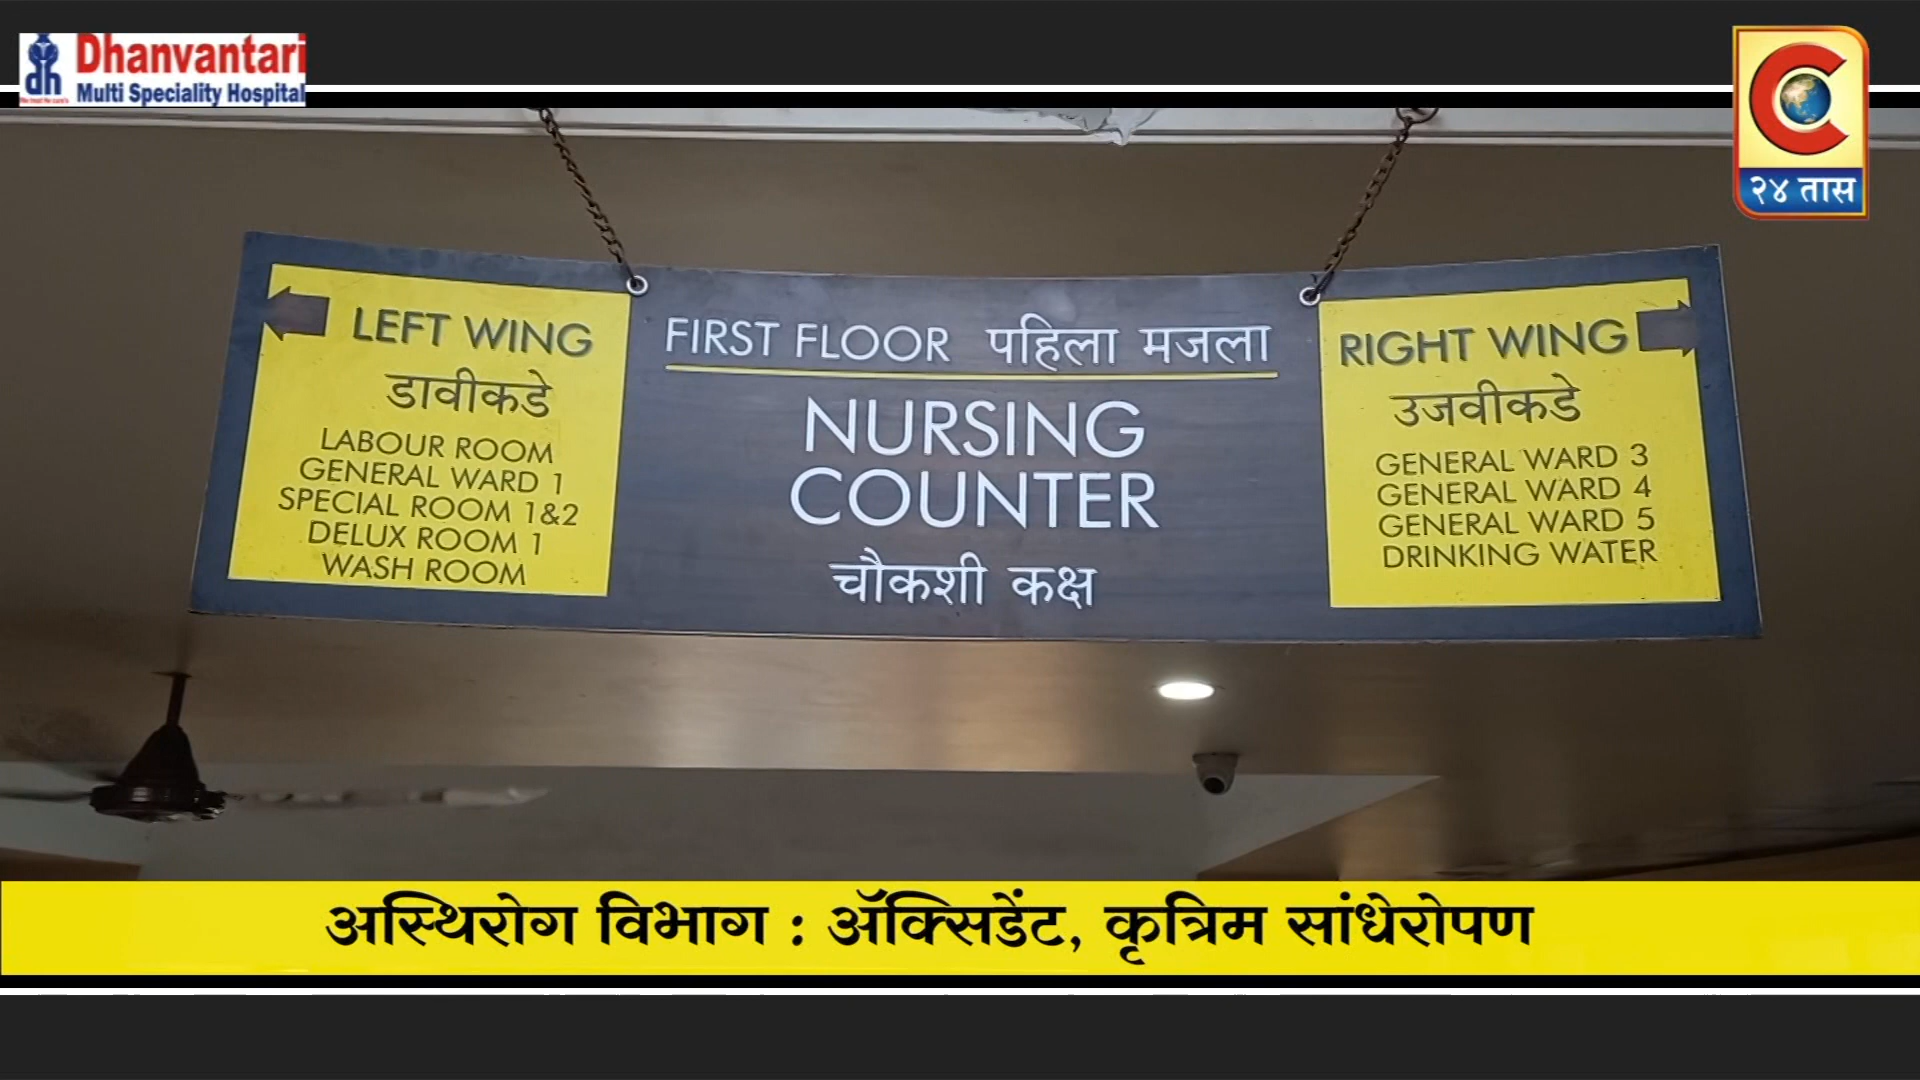 Dhanvantari
Multi Speciality Hospital
२४ तास
LEFT WING
डावीकडे
LABOUR ROOM
GENERAL WARD 1
SPECIAL ROOM 1&2
DELUX ROOM 1
WASH ROOM
FIRST FLOOR पहिला मजला
NURSING
COUNTER
चौकशी कक्ष
RIGHT WING
उजवीकडे
GENERAL WARD 3
GENERAL WARD 4
GENERAL WARD 5
DRINKING WATER
अस्थिरोग विभाग : ॲक्सिडेंट, कृत्रिम सांधेरोपण